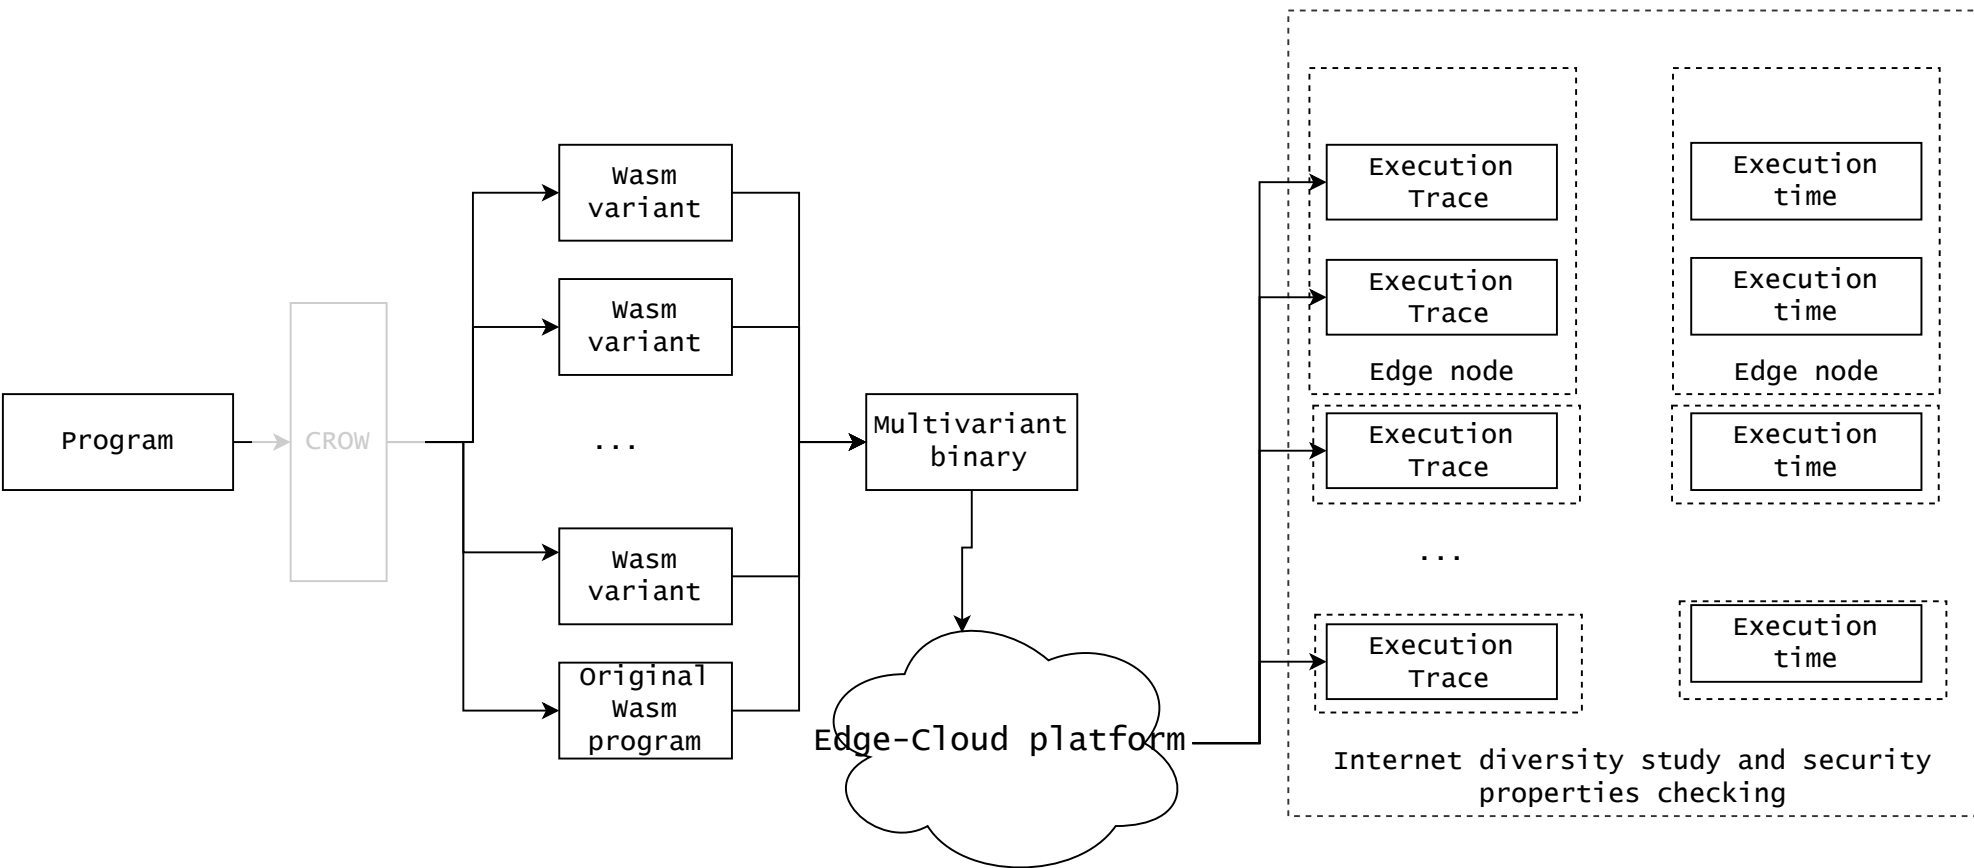 Program
CROW
Wasm
variant
Wasm
variant
...
Wasm
variant
Original
Wasm
program
Multivariant
binary
Edge-Cloud platform
Execution
Trace
Execution
Trace
Edge node
Execution
Trace
...
Execution
Trace
Execution
time
Execution
time
Edge node
Execution
time
Execution
time
Internet diversity study and security
properties checking